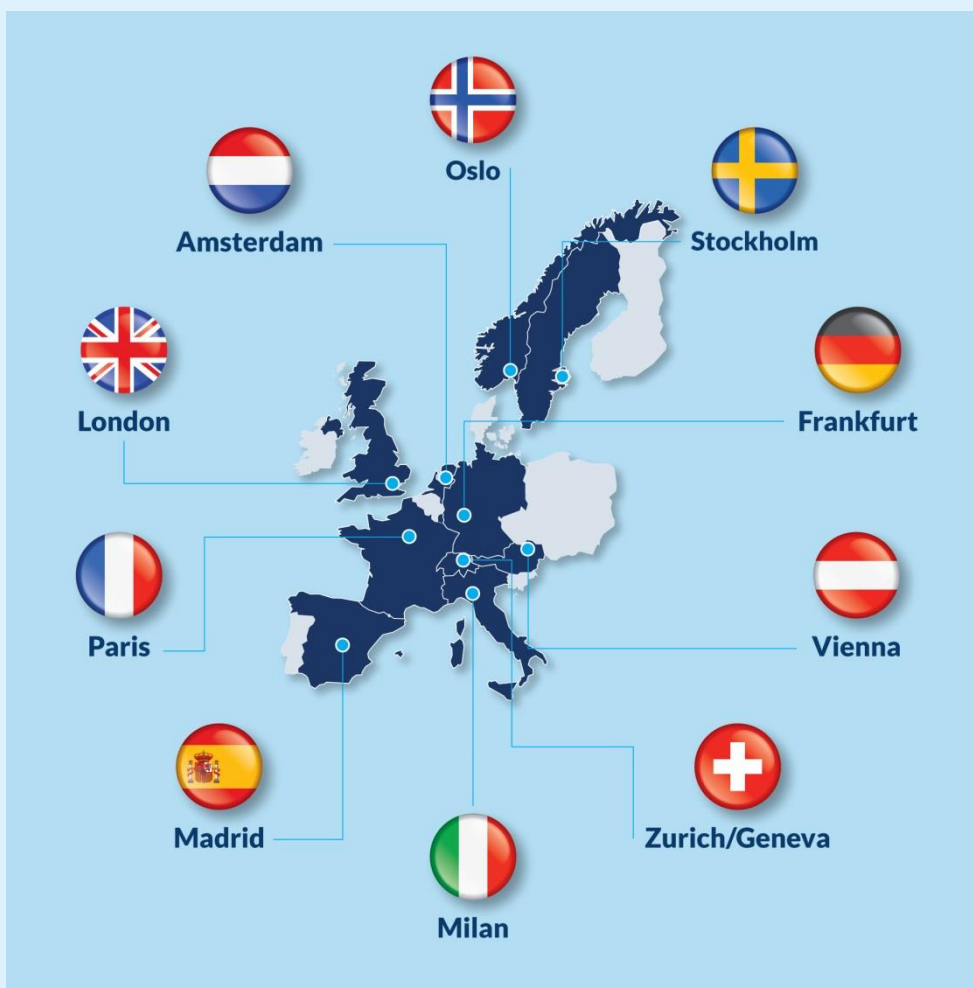 Oslo
Amsterdam
Stockholm
London
Frankfurt
Paris
Vienna
Madrid
Zurich/Geneva
Milan